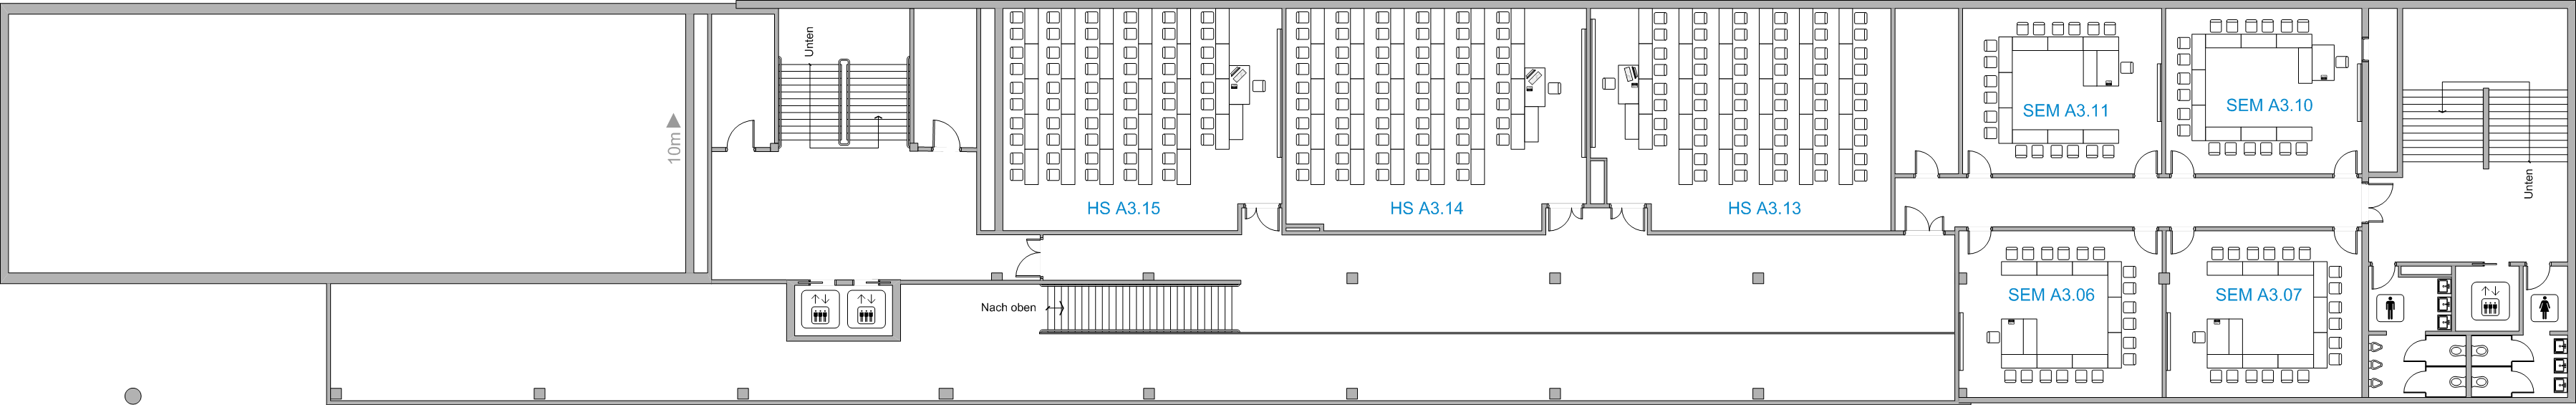 Unten
10m
HS A3.15
HS A3.14
HS A3.13
SEM A3.11
SEM A3.10
Unten
Nach oben
SEM A3.06
SEM A3.07